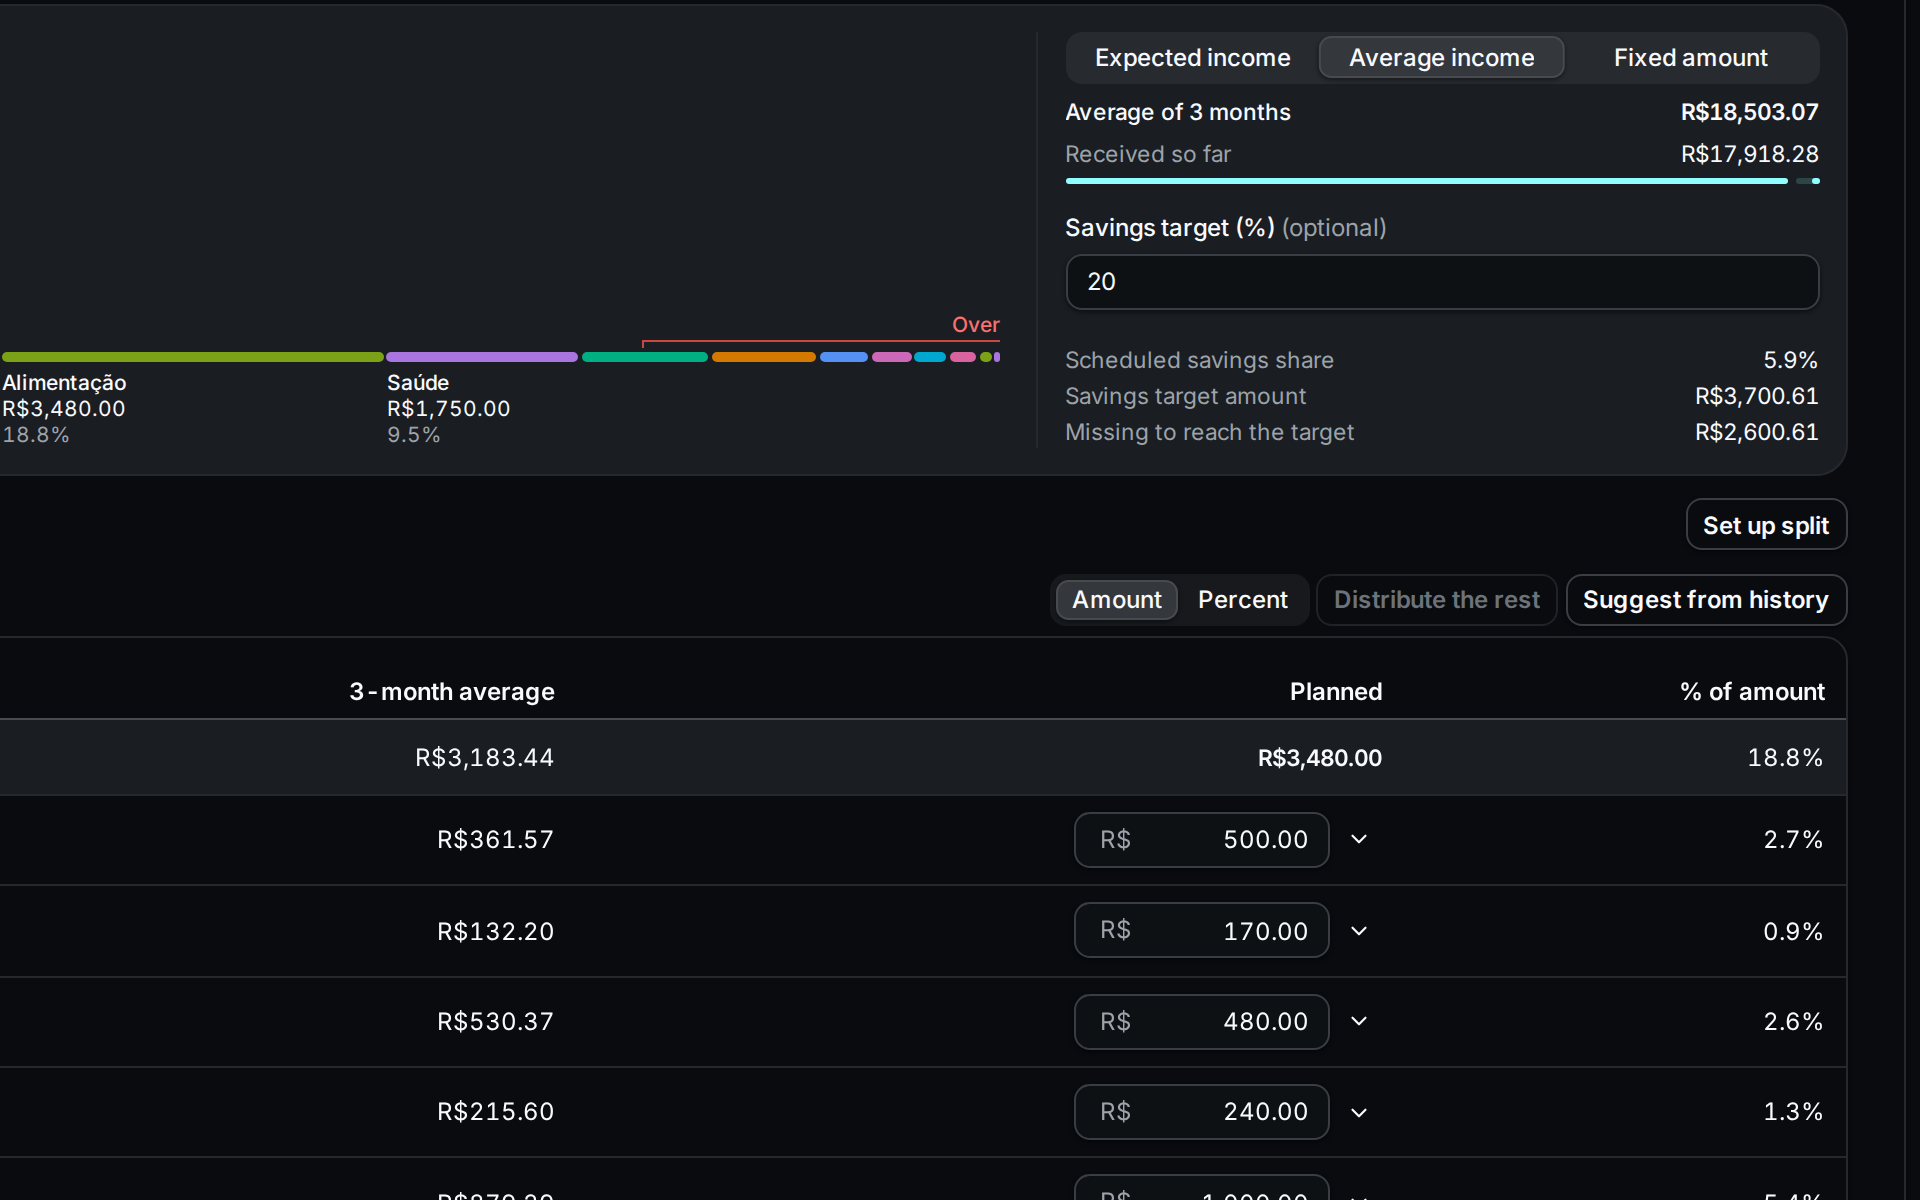 Expected income Average income Fixed amount
Average of 3 months R$18,503.07
Received so far R$17,918.28
Savings target (%) (optional)
20
Over
Alimentação Saúde
R$3,480.00 R$1,750.00
18.8% 9.5%
Scheduled savings share 5.9%
Savings target amount R$3,700.61
Missing to reach the target R$2,600.61
Set up split
Amount Percent Distribute the rest Suggest from history
3-month average Planned % of amount
R$3,183.44 R$3,480.00 18.8%
R$361.57 R$ 500.00 2.7%
R$132.20 R$ 170.00 0.9%
R$530.37 R$ 480.00 2.6%
R$215.60 R$ 240.00 1.3%